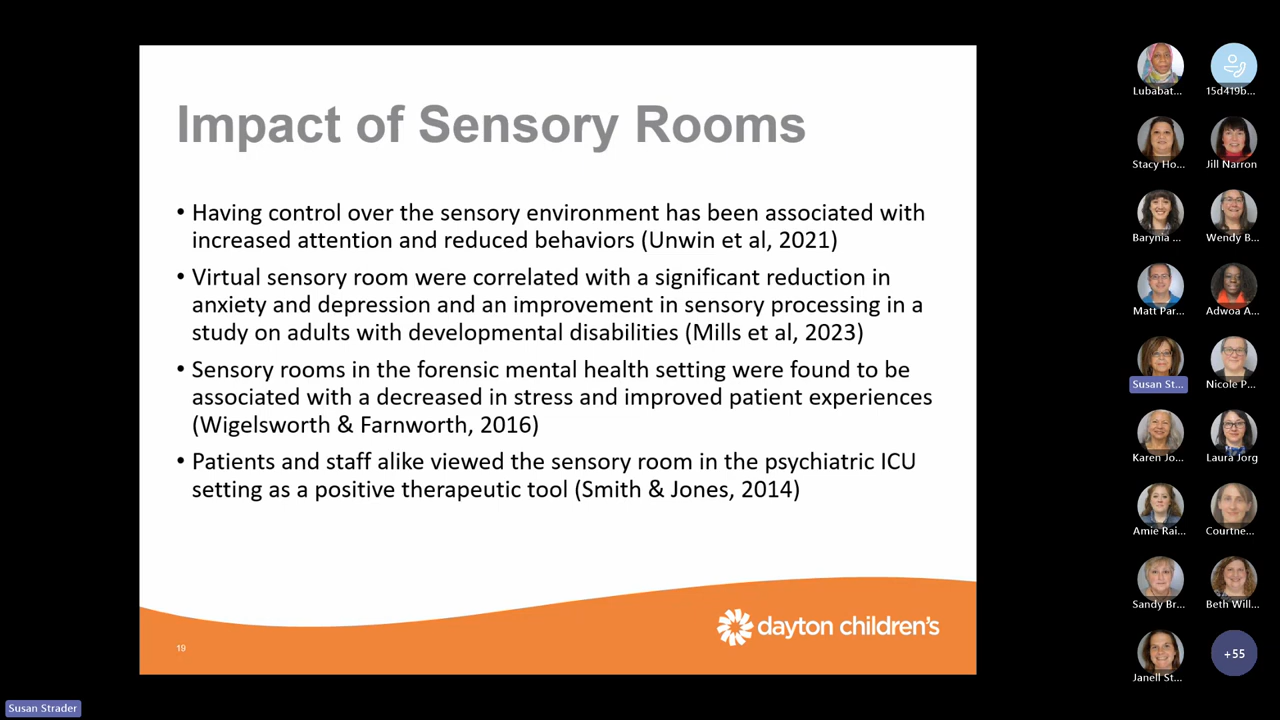 Impact of Sensory Rooms
• Having control over the sensory environment has been associated with
increased attention and reduced behaviors (Unwin et al, 2021)
• Virtual sensory room were correlated with a significant reduction in
anxiety and depression and an improvement in sensory processing in a
study on adults with developmental disabilities (Mills et al, 2023)
• Sensory rooms in the forensic mental health setting were found to be
associated with a decreased in stress and improved patient experiences
(Wigelsworth & Farnworth, 2016)
• Patients and staff alike viewed the sensory room in the psychiatric ICU
setting as a positive therapeutic tool (Smith & Jones, 2014)
19
dayton children's
Lubabat...
15d419b...
Stacy Ho...
Jill Narron
Barynia ...
Wendy B...
Matt Par...
Adwoa A...
Susan St...
Nicole P...
Karen Jo...
Laura Jorg
Amie Rai...
Courtne...
Sandy Br...
Beth Will...
Janell St...
+55
Susan Strader